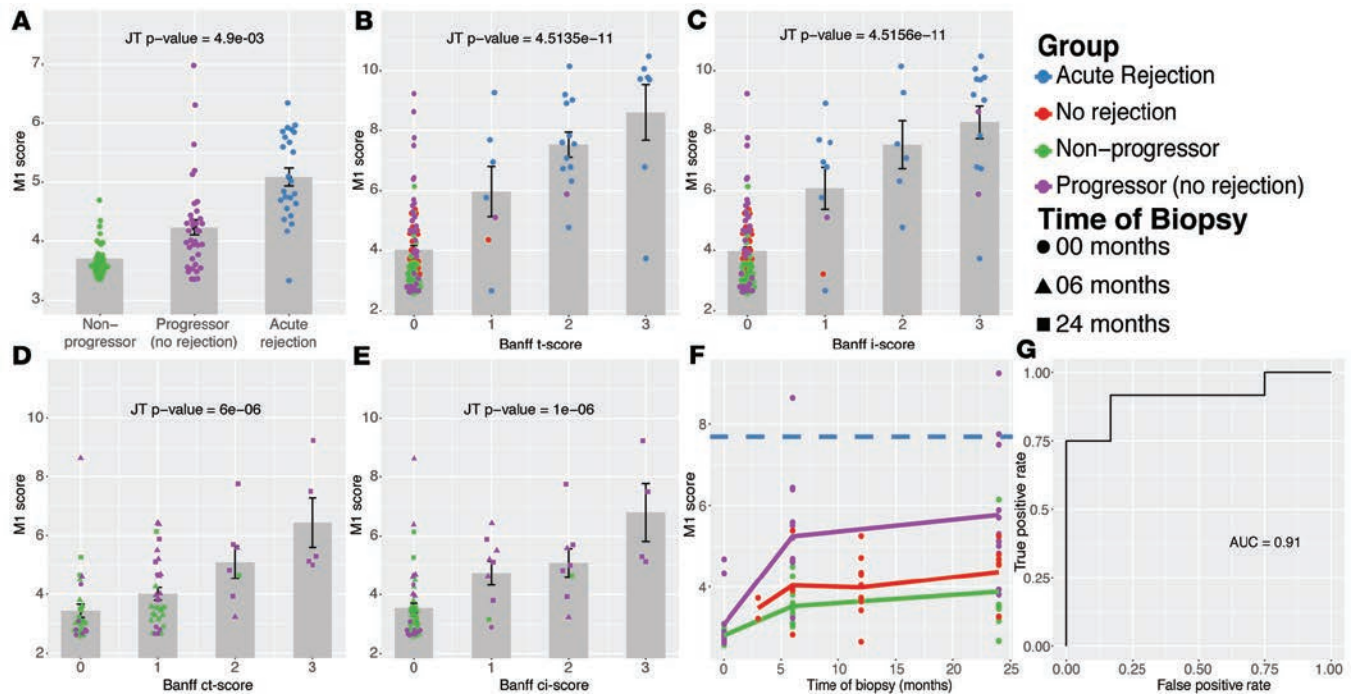 A
JT p-value = 4.9e-03
M1 score
7
6
5
4
3
Non–
progressor
Progressor
(no rejection)
Acute
rejection
B
JT p-value = 4.5135e-11
M1 score
10
8
6
4
2
0 1 2 3
Banff t-score
C
JT p-value = 4.5156e-11
M1 score
10
8
6
4
2
0 1 2 3
Banff i-score
Group
Acute Rejection
No rejection
Non–progressor
Progressor (no rejection)
Time of Biopsy
00 months
06 months
24 months
D
JT p-value = 6e-06
M1 score
10
8
6
4
2
0 1 2 3
Banff ct-score
E
JT p-value = 1e-06
M1 score
10
8
6
4
2
0 1 2 3
Banff ci-score
F
M1 score
8
6
4
0 5 10 15 20 25
Time of biopsy (months)
G
True positive rate
1.00
0.75
0.50
0.25
0.00
AUC = 0.91
0.00 0.25 0.50 0.75 1.00
False positive rate